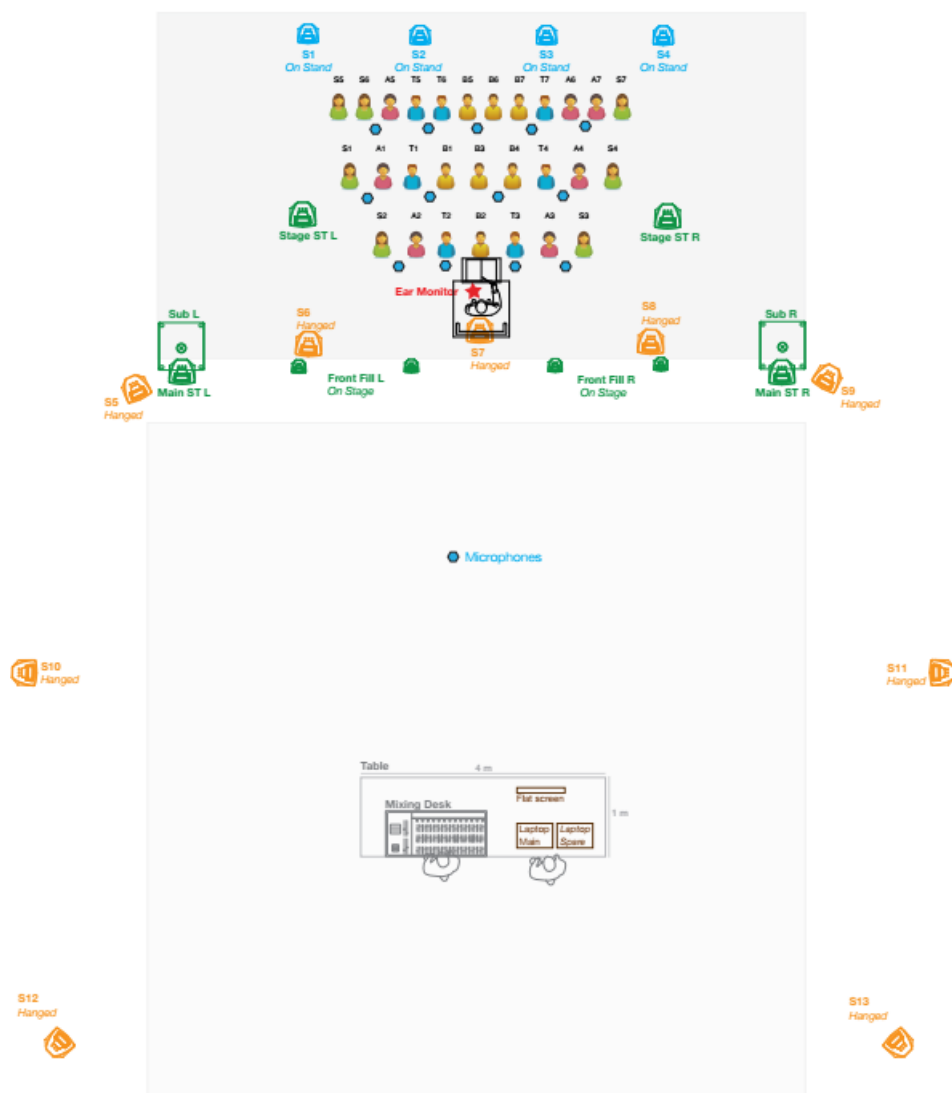 S1
On Stand
S2
On Stand
S3
On Stand
S4
On Stand
S5 S6 A5 T5 T6 B5 B6 B7 T7 A6 A7 S7
S1 A1 T1 B1 B3 B4 T4 A4 S4
S2 A2 T2 B2 T3 A3 S3
Stage ST L
Stage ST R
Ear Monitor
Sub L
Sub R
S6
Hanged
S8
Hanged
S7
Hanged
Main ST L
Front Fill L
On Stage
Front Fill R
On Stage
Main ST R
S5
Hanged
S9
Hanged
Microphones
S10
Hanged
S11
Hanged
Table
4 m
1 m
Mixing Desk
Flat screen
Laptop
Main
Laptop
Spare
S12
Hanged
S13
Hanged